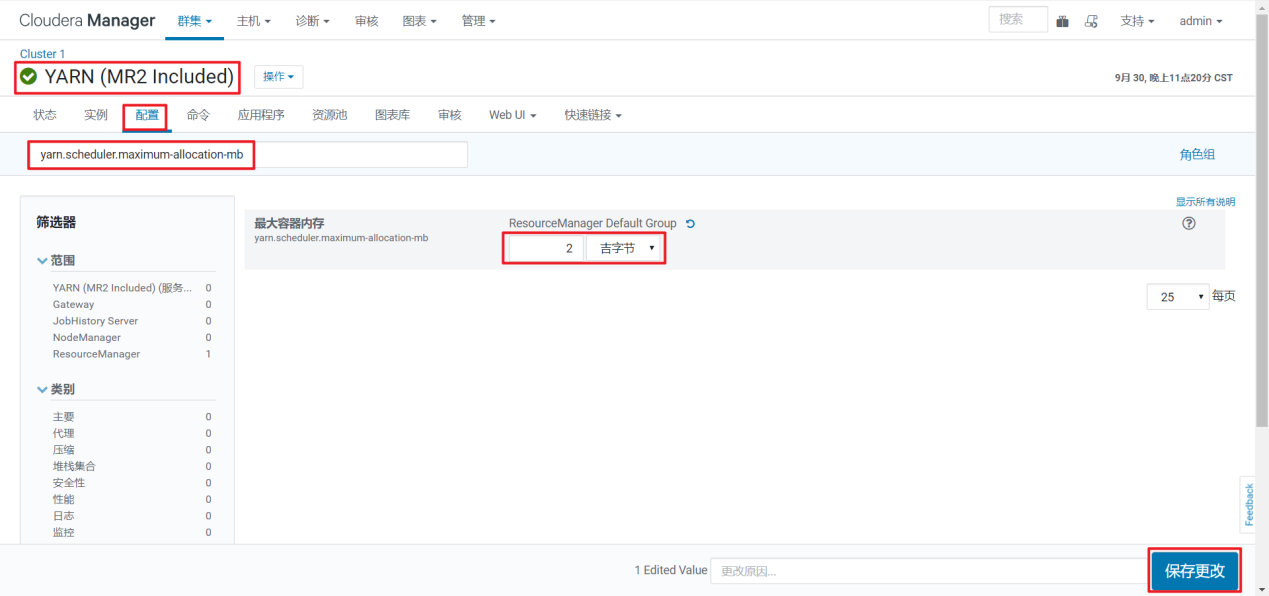 Cloudera Manager 群集 主机 诊断 审核 图表 管理 搜索 支持 admin
Cluster 1
YARN (MR2 Included) 操作
9月 30, 晚上11点20分 CST
状态 实例 配置 命令 应用程序 资源池 图表库 审核 Web UI 快速链接
yarn.scheduler.maximum-allocation-mb
角色组
显示所有说明
筛选器
范围
YARN (MR2 Included) (服务... 0
Gateway 0
JobHistory Server 0
NodeManager 0
ResourceManager 1
类别
主要 0
代理 0
压缩 0
堆栈集合 0
安全性 0
性能 0
日志 0
监控 0
最大容器内存
yarn.scheduler.maximum-allocation-mb
ResourceManager Default Group
2 吉字节
25 每页
Feedback
1 Edited Value 更改原因... 保存更改